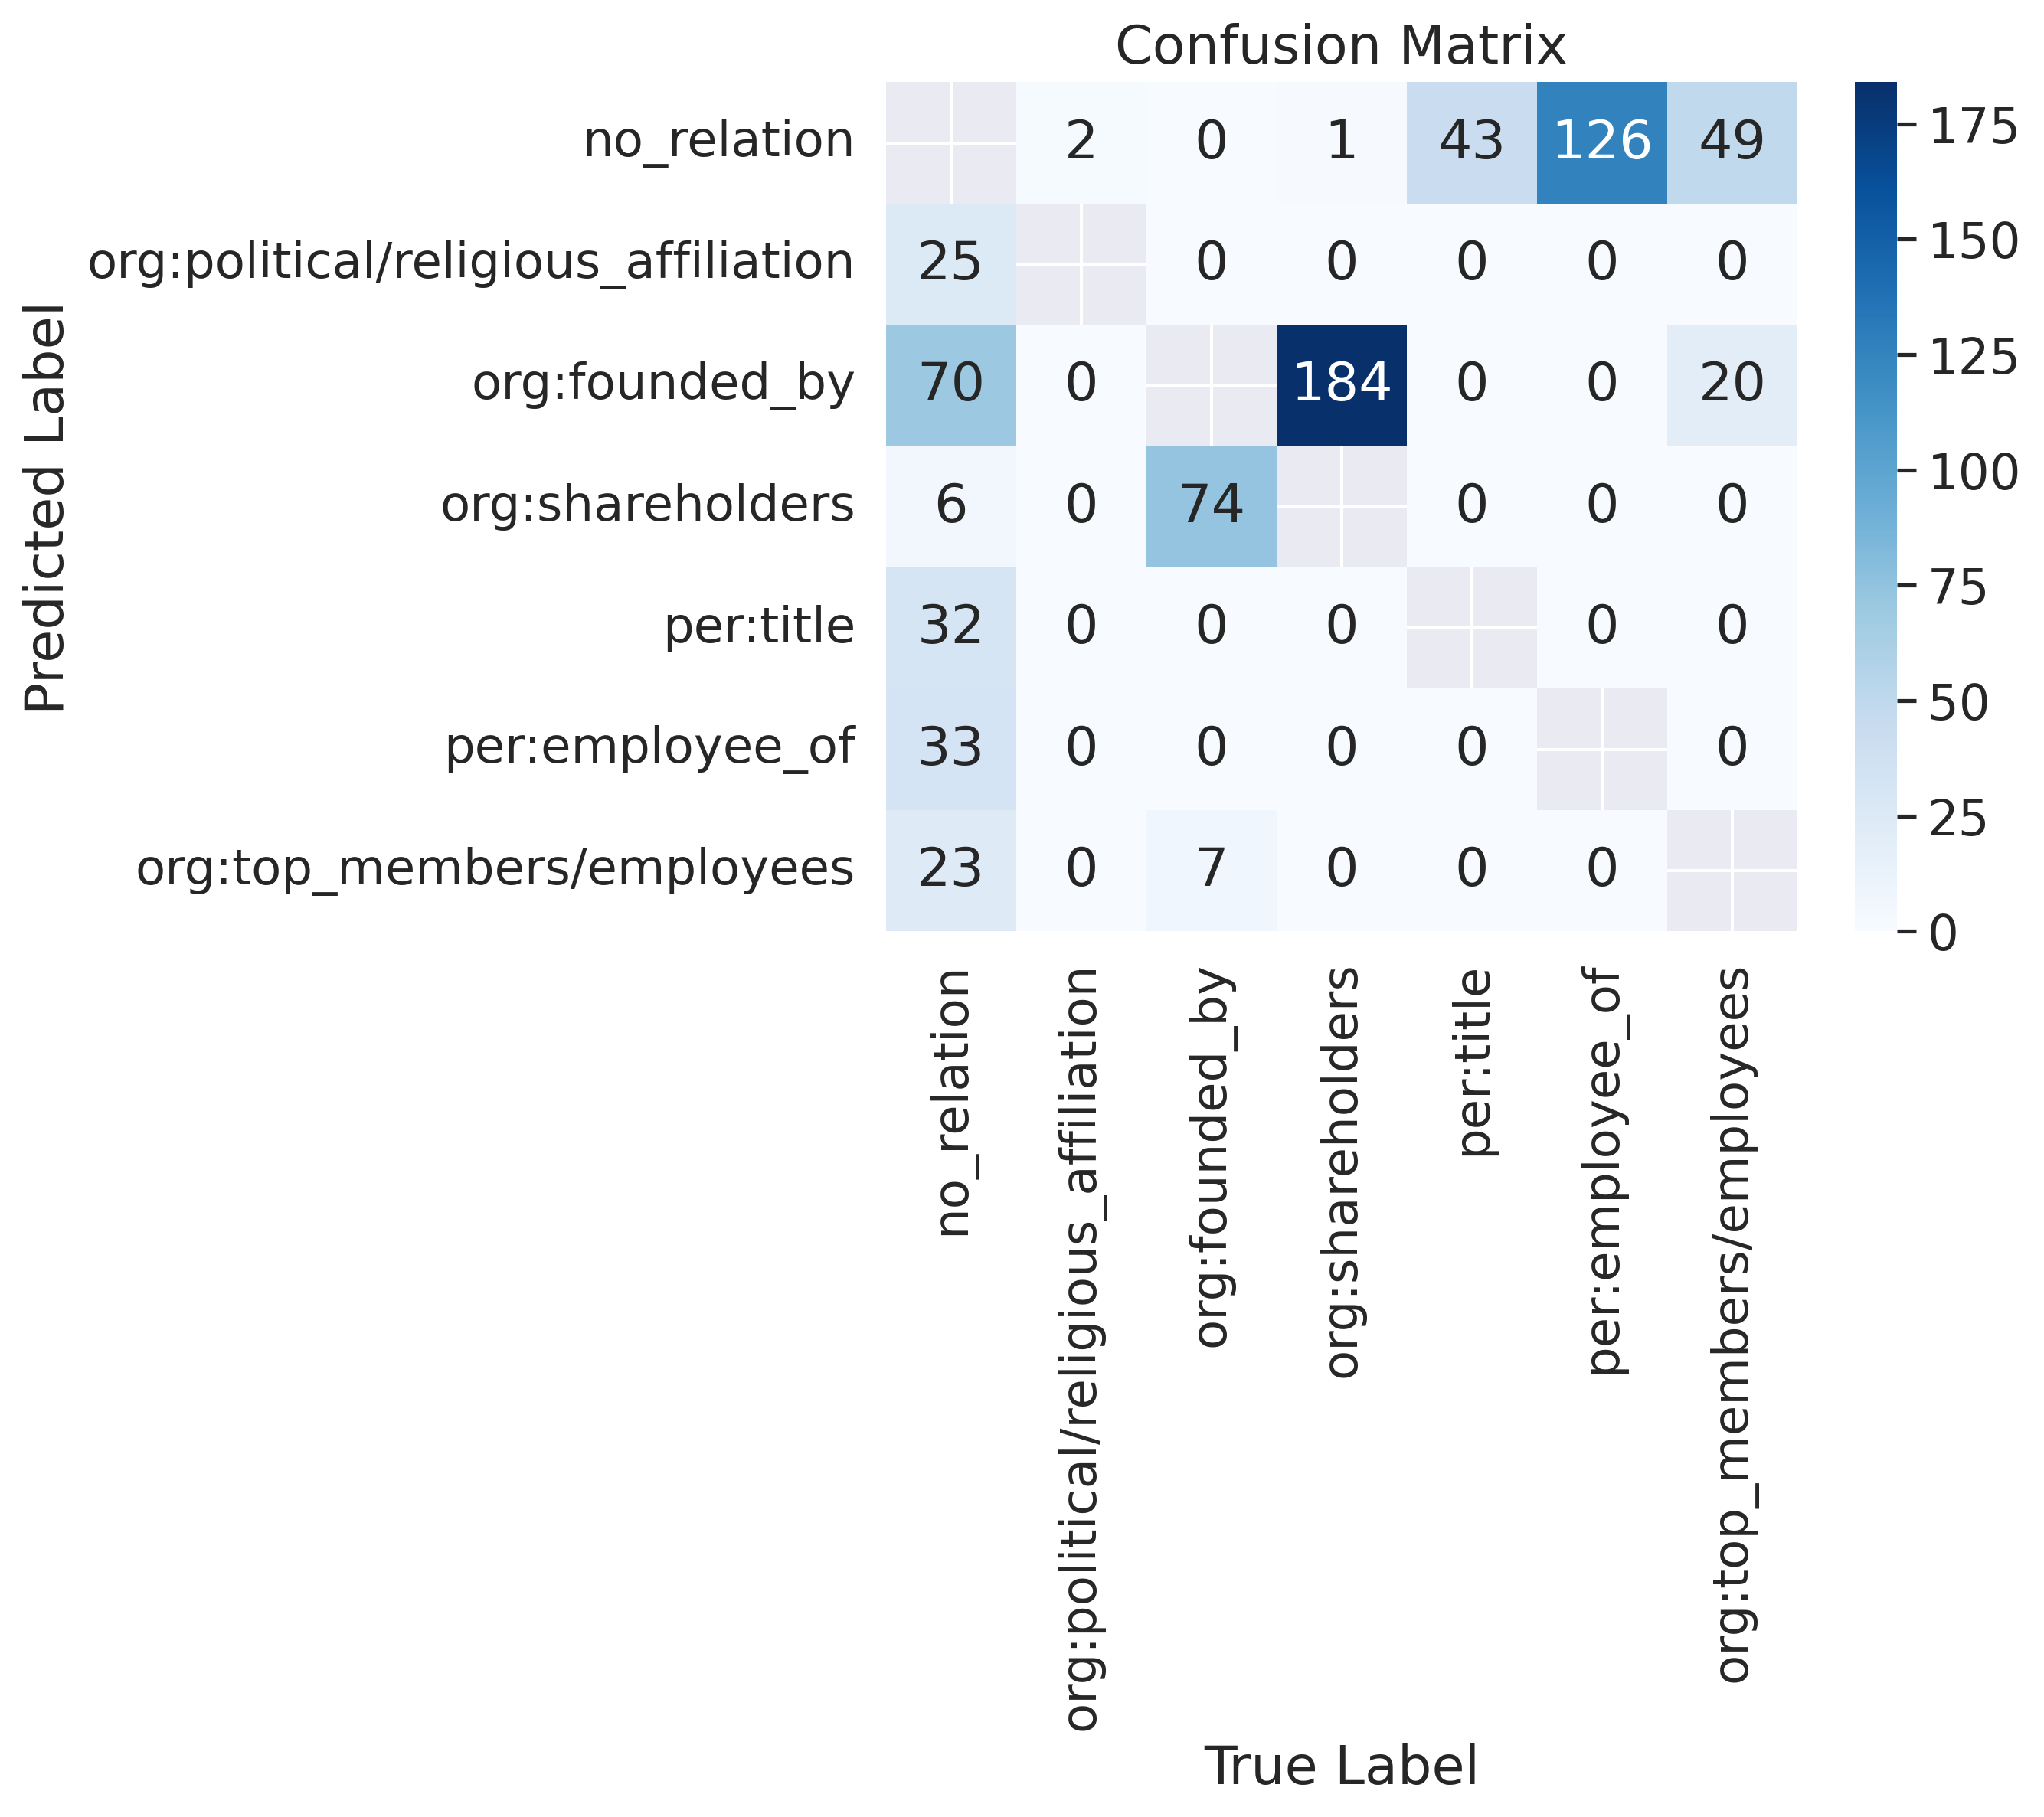 Confusion Matrix
Predicted Label
no_relation 2 0 1 43 126 49
org:political/religious_affiliation 25 0 0 0 0 0
org:founded_by 70 0 184 0 0 20
org:shareholders 6 0 74 0 0 0
per:title 32 0 0 0 0 0
per:employee_of 33 0 0 0 0 0
org:top_members/employees 23 0 7 0 0 0
175
150
125
100
75
50
25
0
no_relation
org:political/religious_affiliation
org:founded_by
org:shareholders
per:title
per:employee_of
org:top_members/employees
True Label